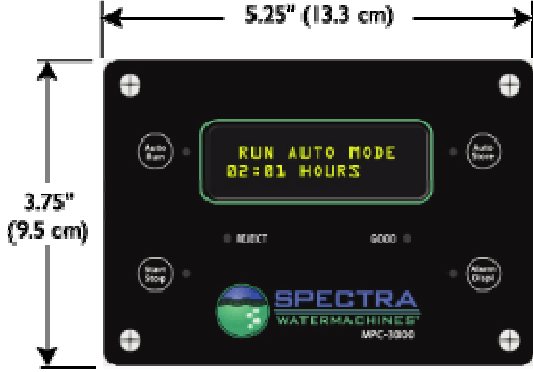 5.25" (13.3 cm)
3.75"
(9.5 cm)
Auto
Run
RUN AUTO MODE
02:01 HOURS
Auto
Store
REJECT
GOOD
Start
Stop
Alarm
Displ
SPECTRA
WATERMACHINES
MPC-3000